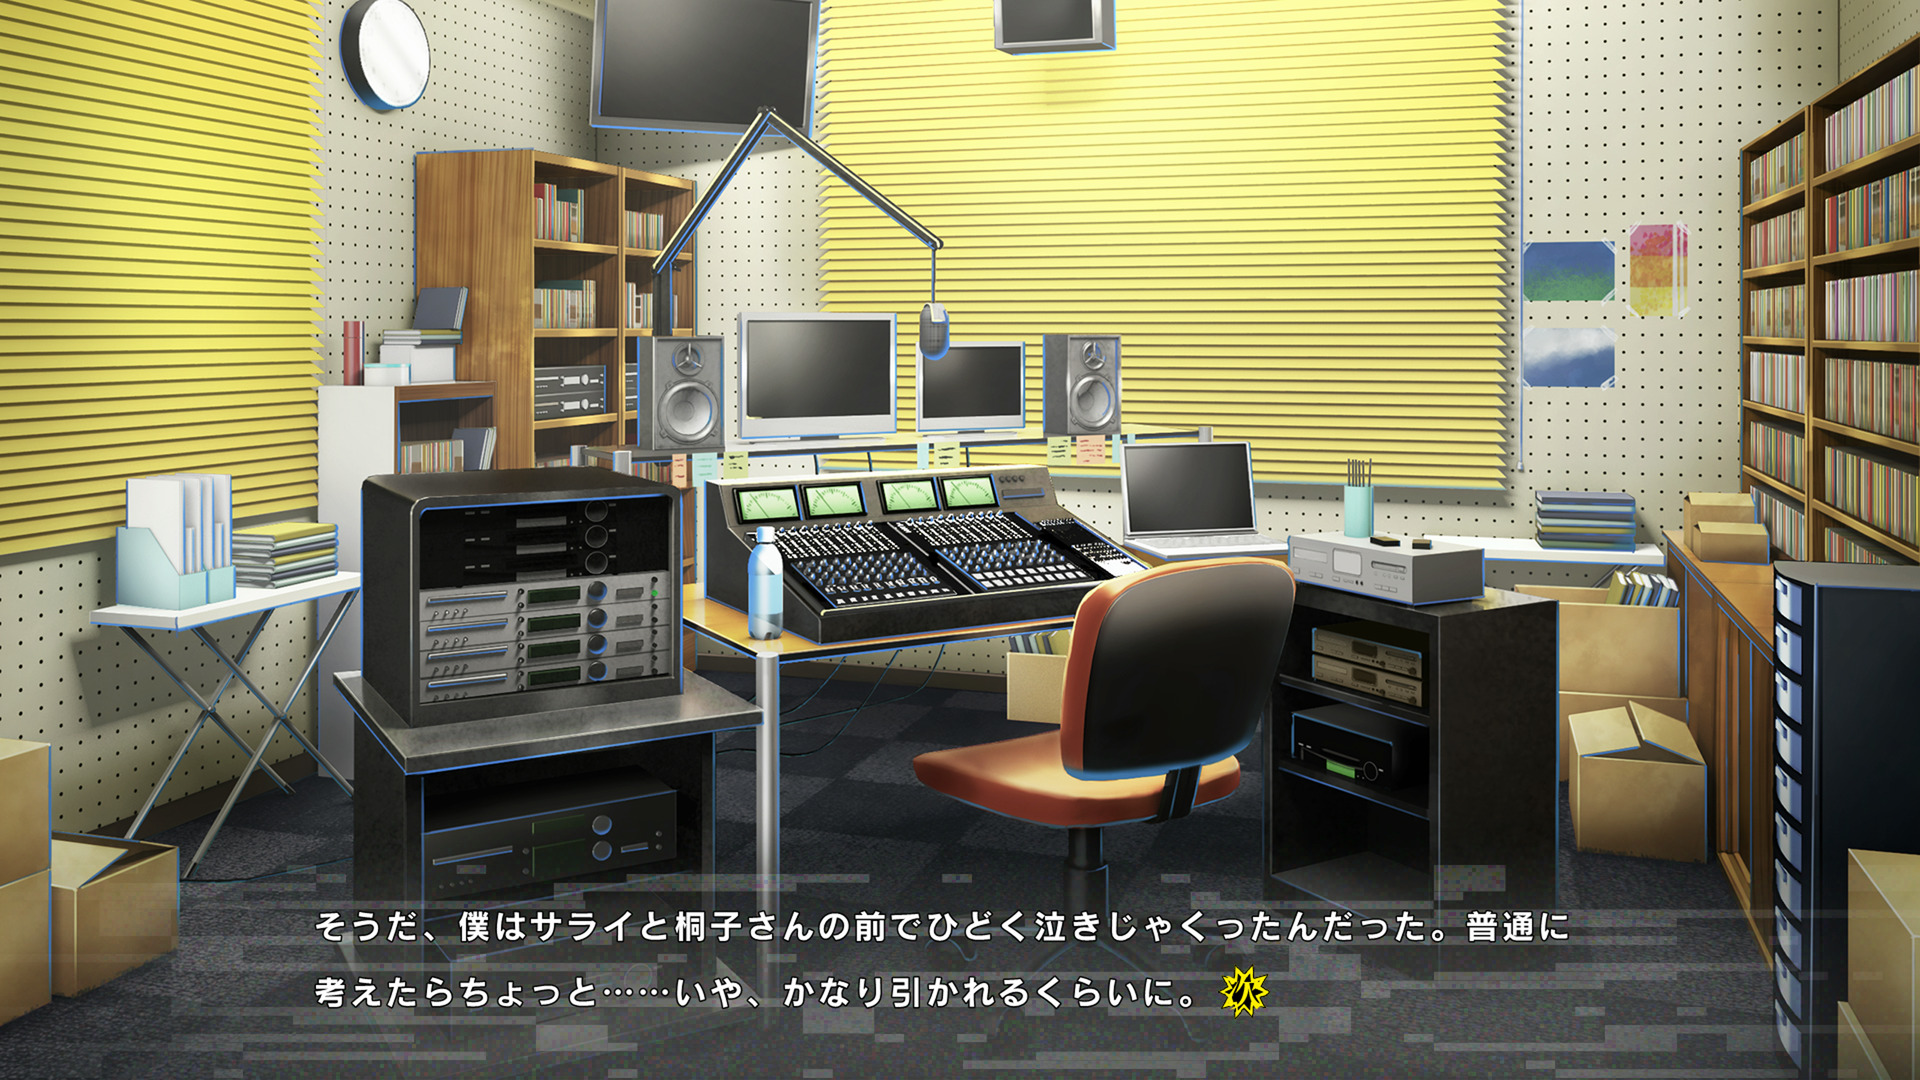 そうだ、僕はサライと桐子さんの前でひどく泣きじゃくったんだった。普通に
考えたらちょっと……いや、かなり引かれるくらいに。
次